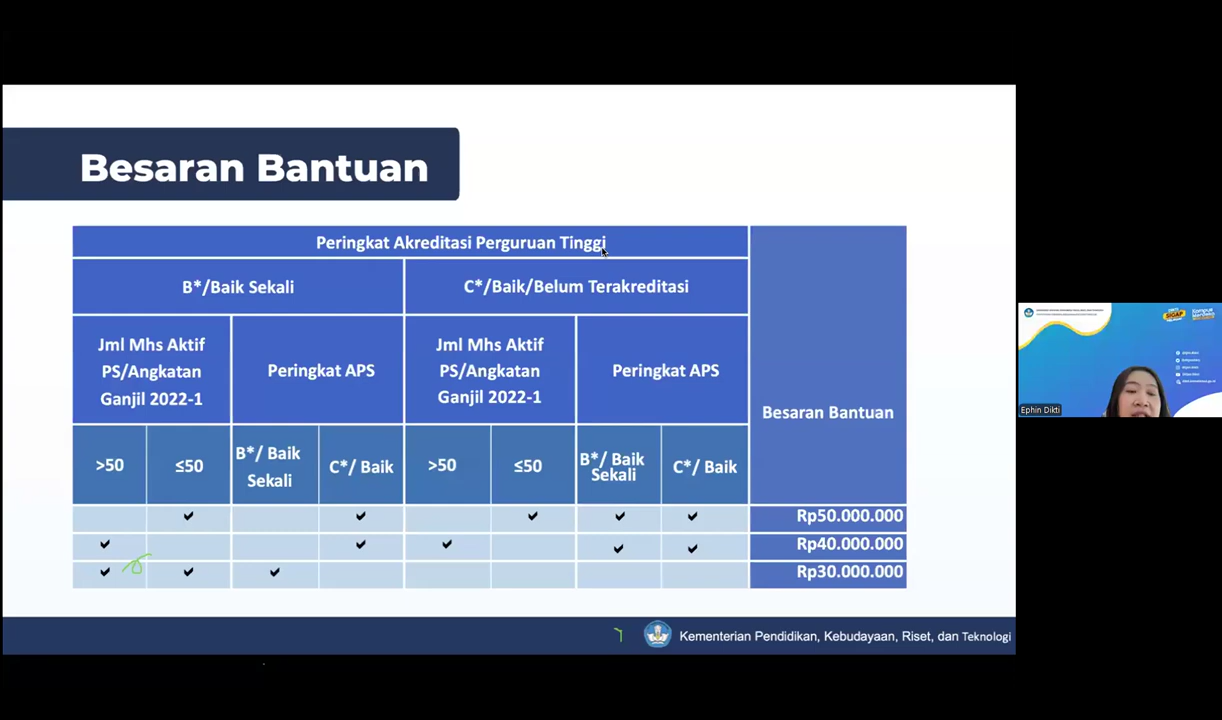 Besaran Bantuan
Peringkat Akreditasi Perguruan Tinggi
B*/Baik Sekali
C*/Baik/Belum Terakreditasi
Jml Mhs Aktif
PS/Angkatan
Ganjil 2022-1
Peringkat APS
Jml Mhs Aktif
PS/Angkatan
Ganjil 2022-1
Peringkat APS
Besaran Bantuan
>50
≤50
B*/ Baik
Sekali
C*/ Baik
>50
≤50
B*/ Baik
Sekali
C*/ Baik
✓ ✓ ✓ ✓ ✓ Rp50.000.000
✓ ✓ ✓ ✓ ✓ Rp40.000.000
✓ ✓ ✓ Rp30.000.000
Kementerian Pendidikan, Kebudayaan, Riset, dan Teknologi
SIGAP
Ephin Dikti